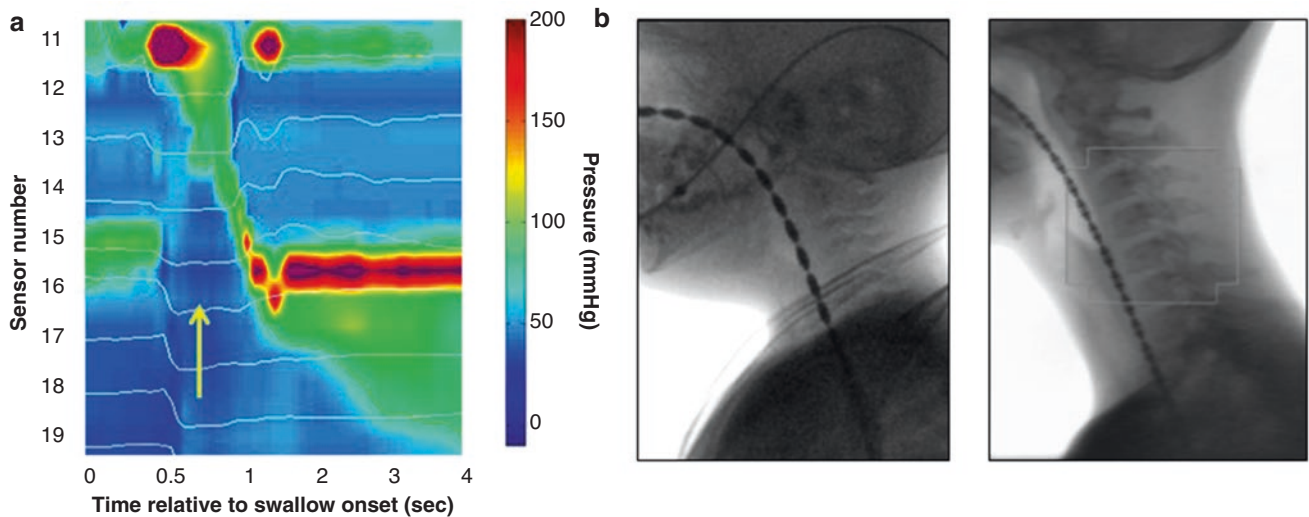 a
Sensor number
11
12
13
14
15
16
17
18
19
0 0.5 1 2 3 4
Time relative to swallow onset (sec)
200
150
100
50
0
Pressure (mmHg)
b